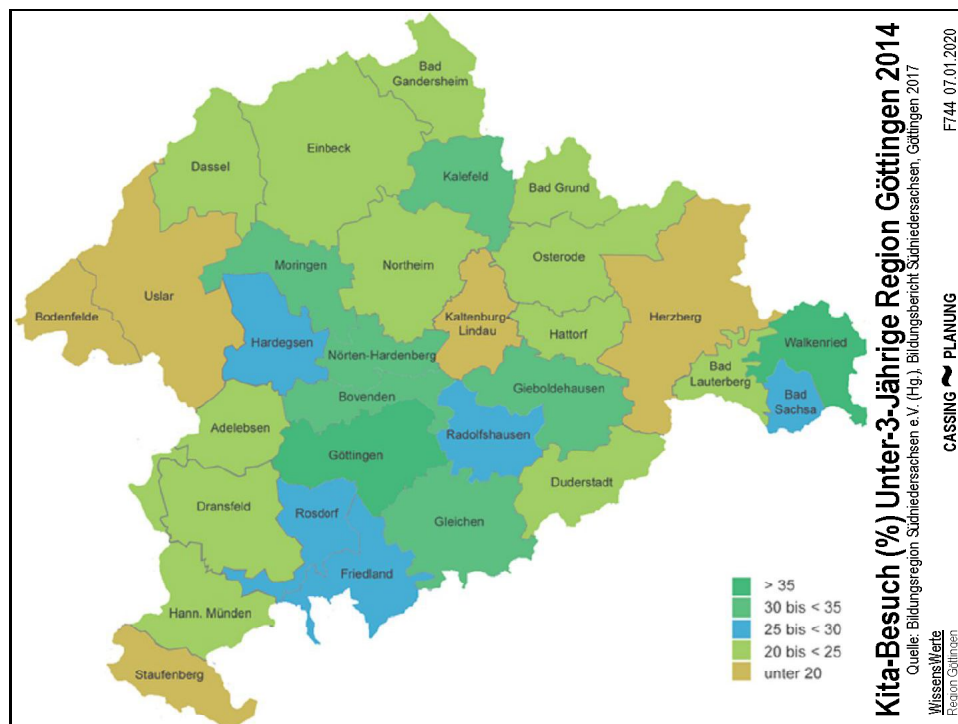 Kita-Besuch (%) Unter-3-Jährige Region Göttingen 2014
Quelle: Bildungsregion Südniedersachsen e.V. (Hg.), Bildungsbericht Südniedersachsen, Göttingen 2017
WissensWerte
Region Göttingen
CASSING ~ PLANUNG
F744 07.01.2020
Bad
Gandersheim
Einbeck
Dassel
Kalefeld
Bad Grund
Moringen
Northeim
Osterode
Uslar
Bodenfelde
Kaltenburg-
Lindau
Herzberg
Hattorf
Hardegsen
Walkenried
Nörten-Hardenberg
Bad
Lauterberg
Gieboldehausen
Bad
Sachsa
Bovenden
Adelebsen
Radolfshausen
Göttingen
Duderstadt
Dransfeld
Rosdorf
Gleichen
Friedland
Hann. Münden
Staufenberg
> 35
30 bis < 35
25 bis < 30
20 bis < 25
unter 20